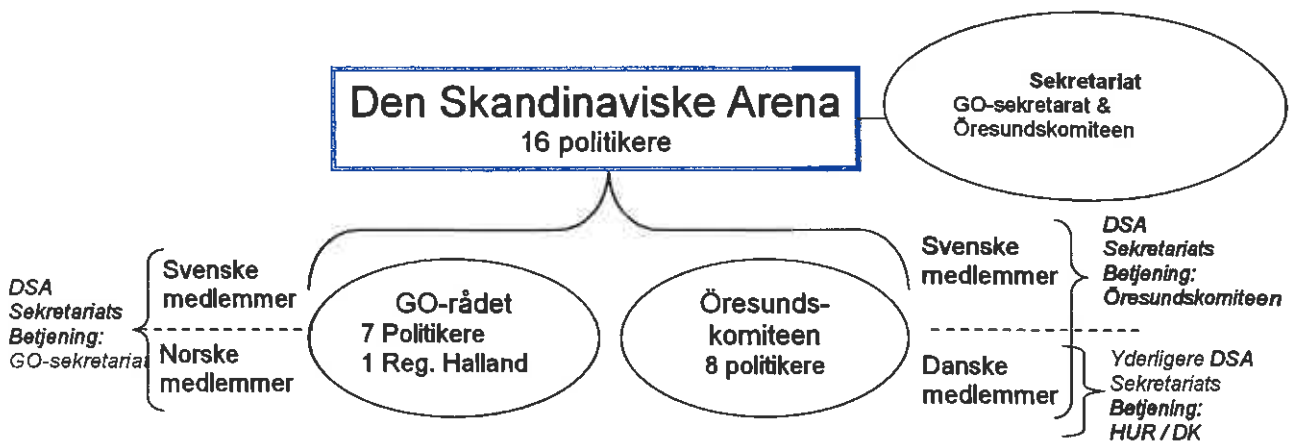 Den Skandinaviske Arena
16 politikere
Sekretariat
GO-sekretarat &
Öresundskomiteen
DSA
Sekretariats
Betjening:
GO-sekretariat
Svenske
medlemmer
Norske
medlemmer
GO-rådet
7 Politikere
1 Reg. Halland
Öresunds-
komiteen
8 politikere
Svenske
medlemmer
Danske
medlemmer
DSA
Sekretariats
Betjening:
Öresundskomiteen
Yderligere DSA
Sekretariats
Betjening:
HUR / DK